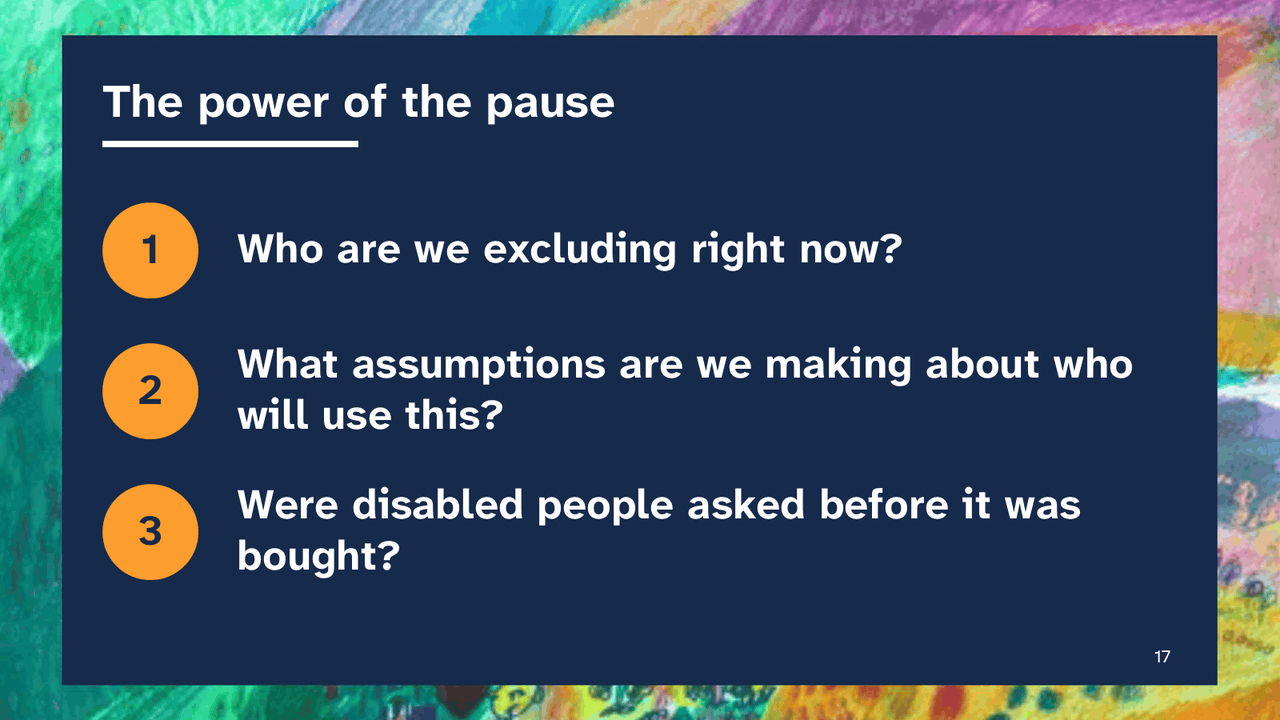 The power of the pause
1
Who are we excluding right now?
2
What assumptions are we making about who
will use this?
3
Were disabled people asked before it was
bought?
17